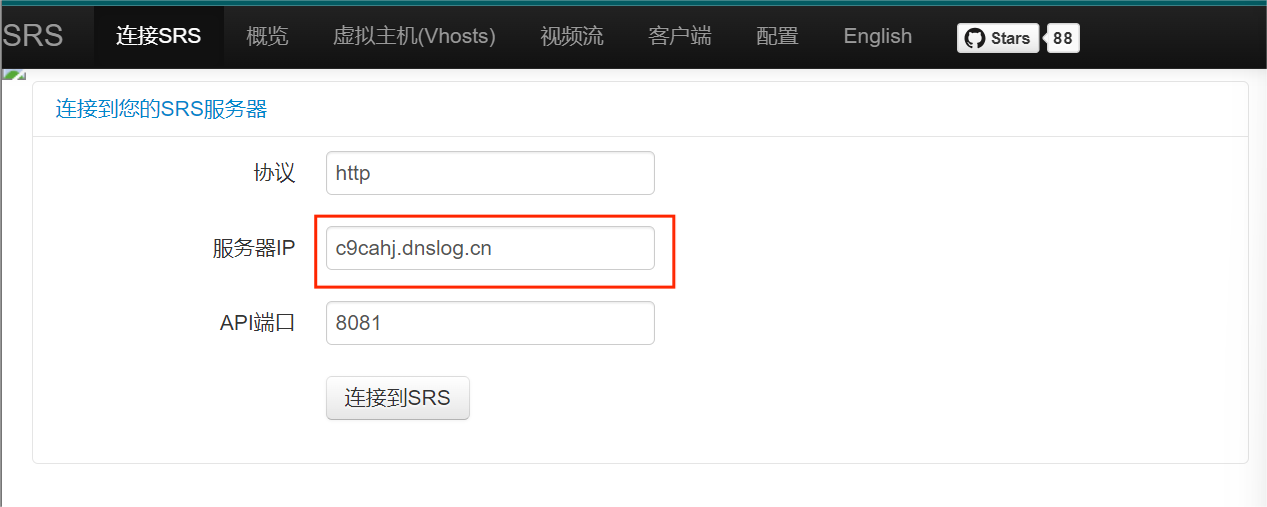 SRS 连接SRS 概览 虚拟主机(Vhosts) 视频流 客户端 配置 English Stars 88
连接到您的SRS服务器
协议 http
服务器IP c9cahj.dnslog.cn
API端口 8081
连接到SRS